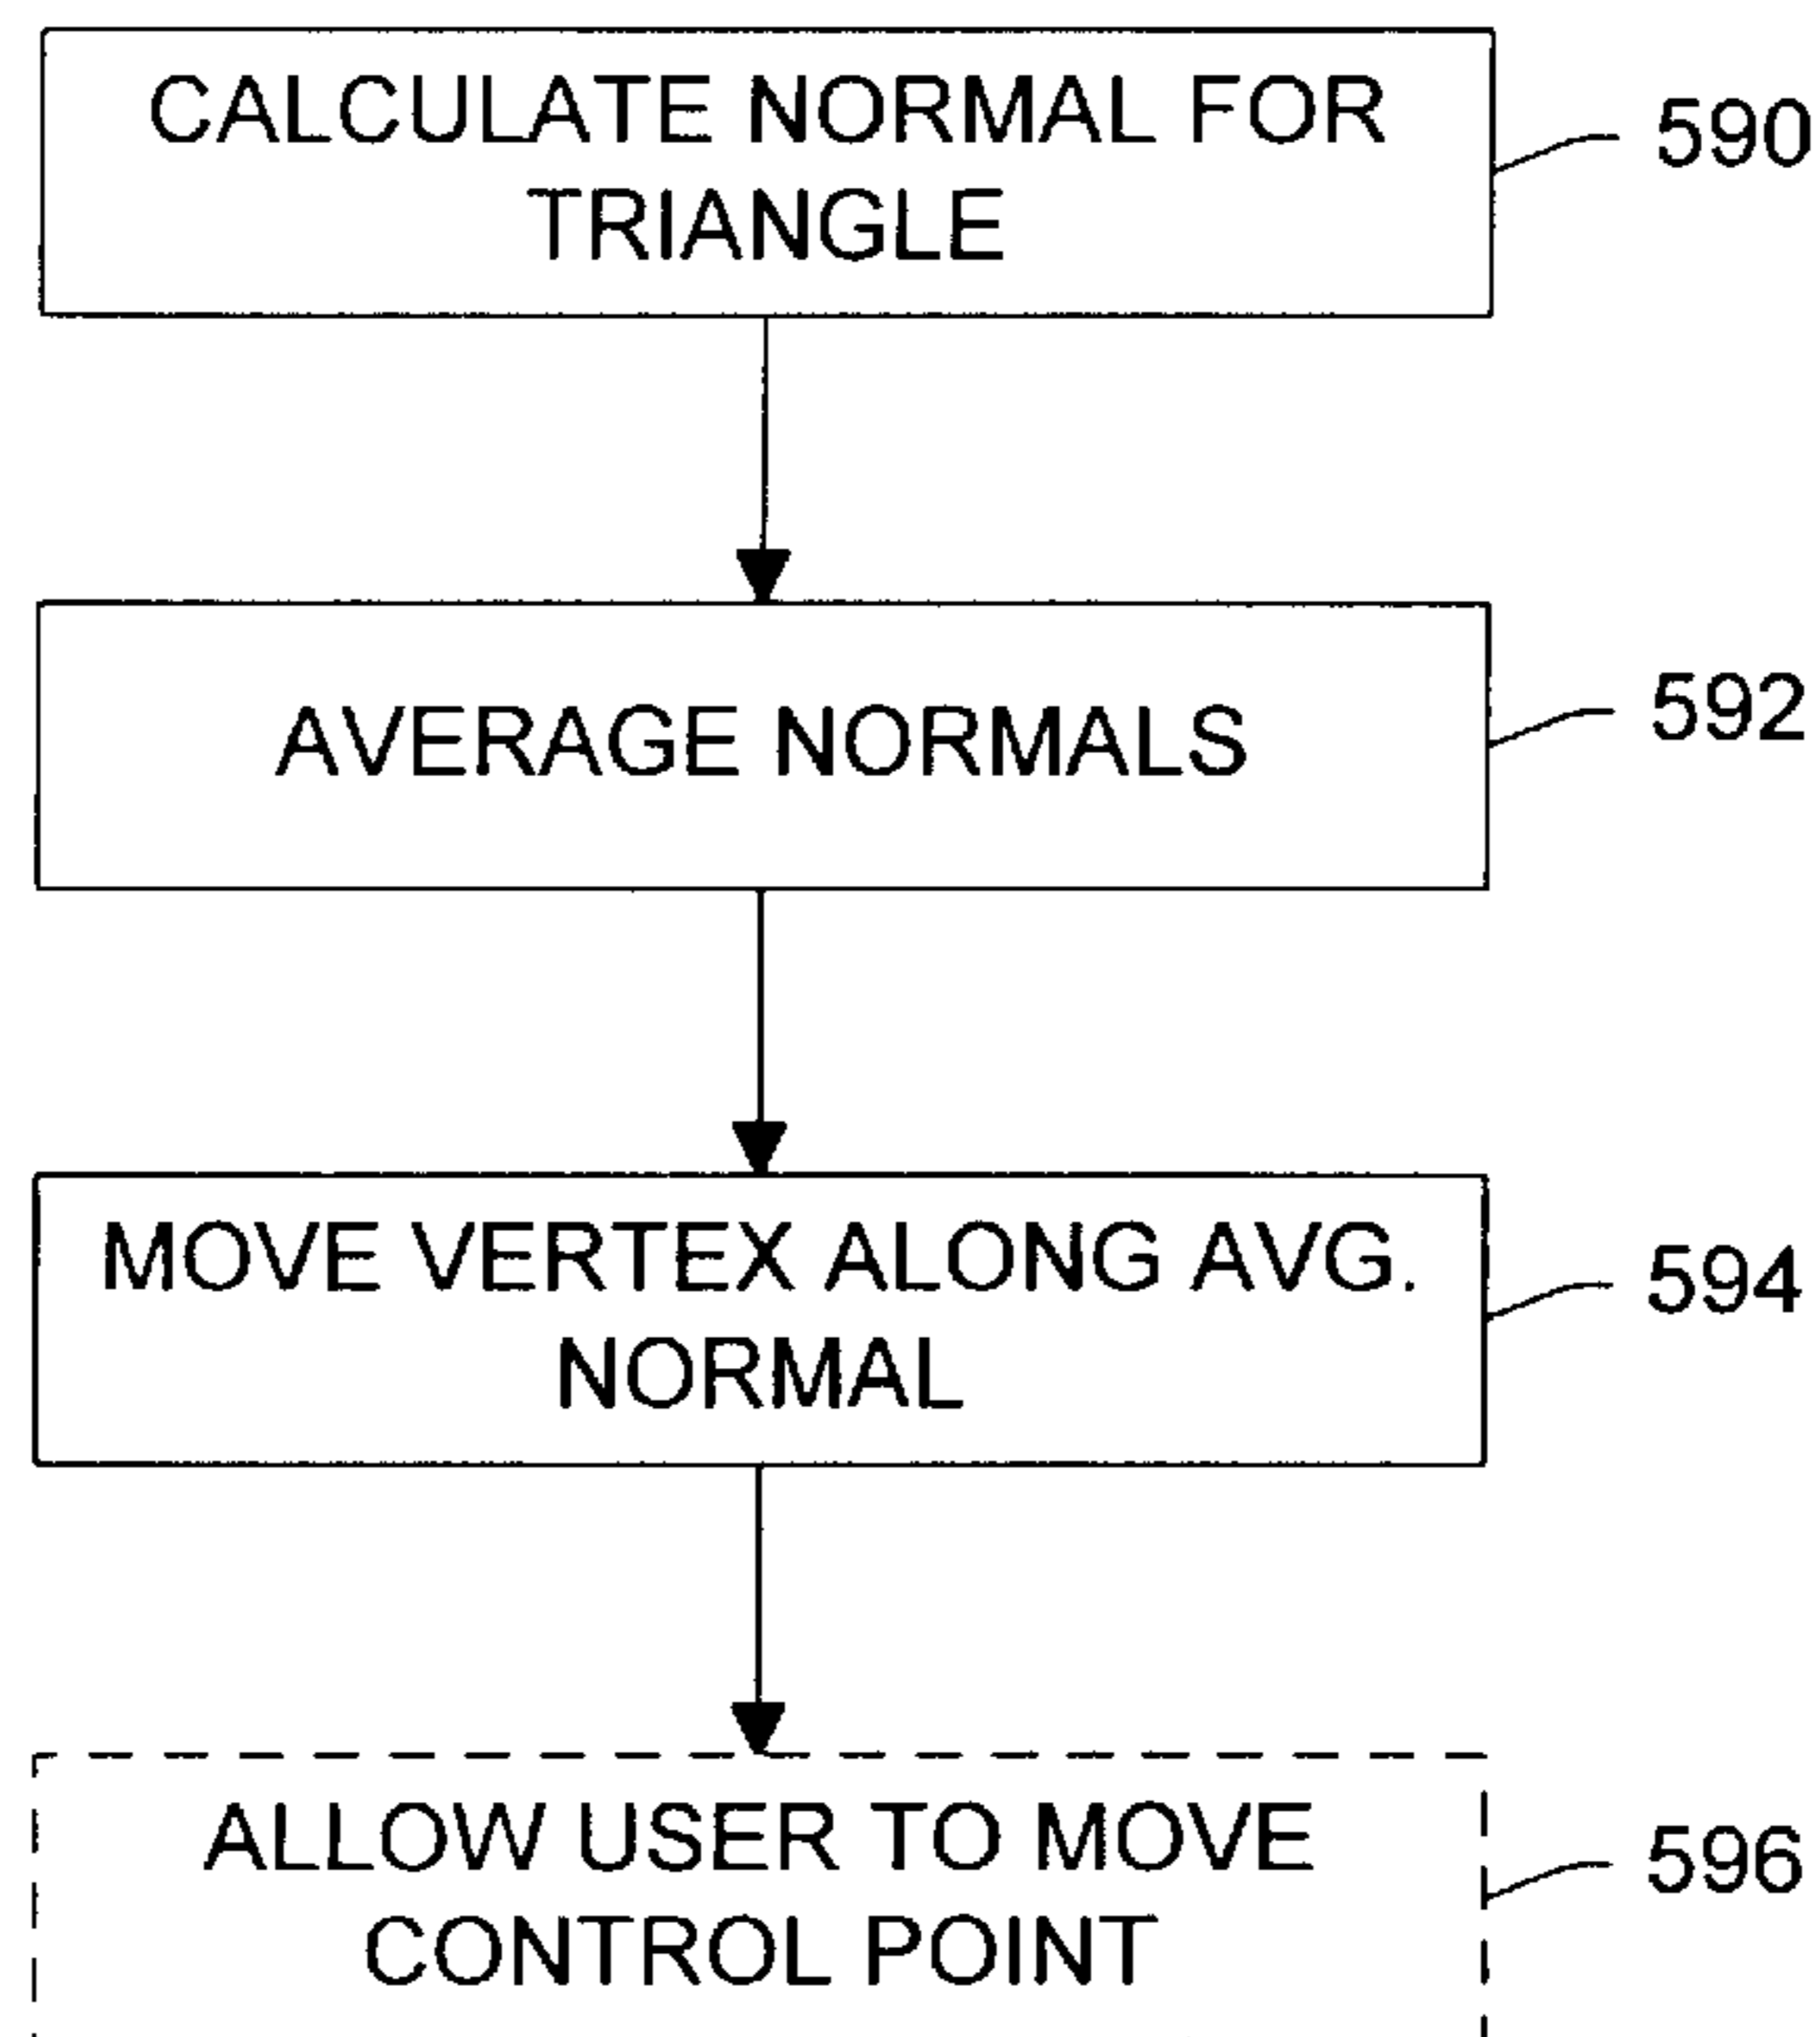 CALCULATE NORMAL FOR
TRIANGLE
590
AVERAGE NORMALS
592
MOVE VERTEX ALONG AVG.
NORMAL
594
ALLOW USER TO MOVE
CONTROL POINT
596